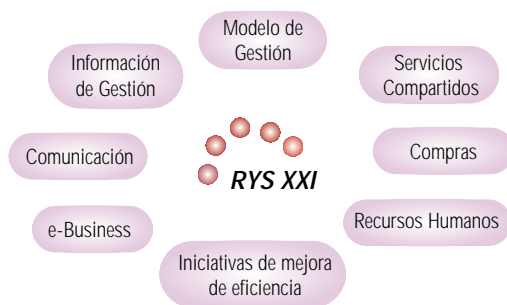 Modelo de
Gestión
Información
de Gestión
Servicios
Compartidos
Comunicación
RYS XXI
Compras
e-Business
Recursos Humanos
Iniciativas de mejora
de eficiencia